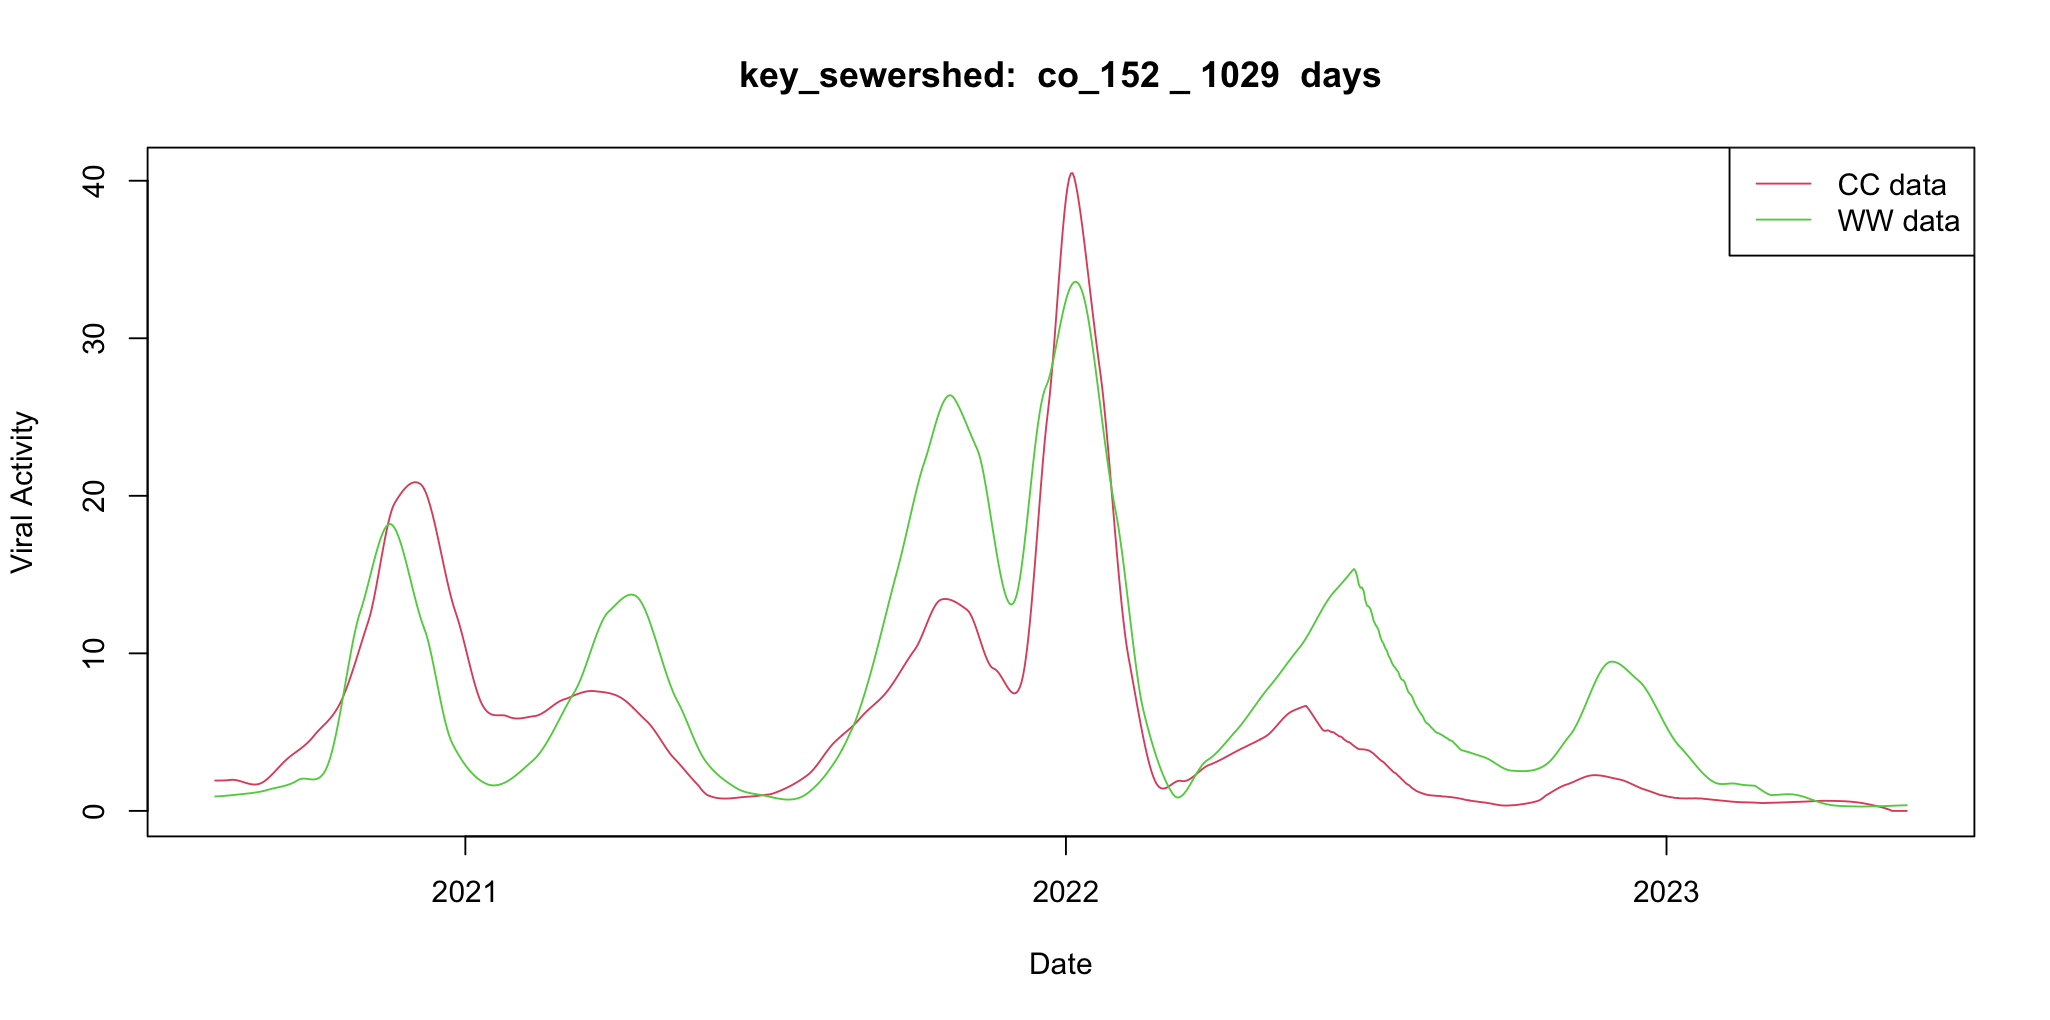 key_sewershed:  co_152 _ 1029  days
CC data
WW data
Viral Activity
40
30
20
10
0
2021
2022
2023
Date